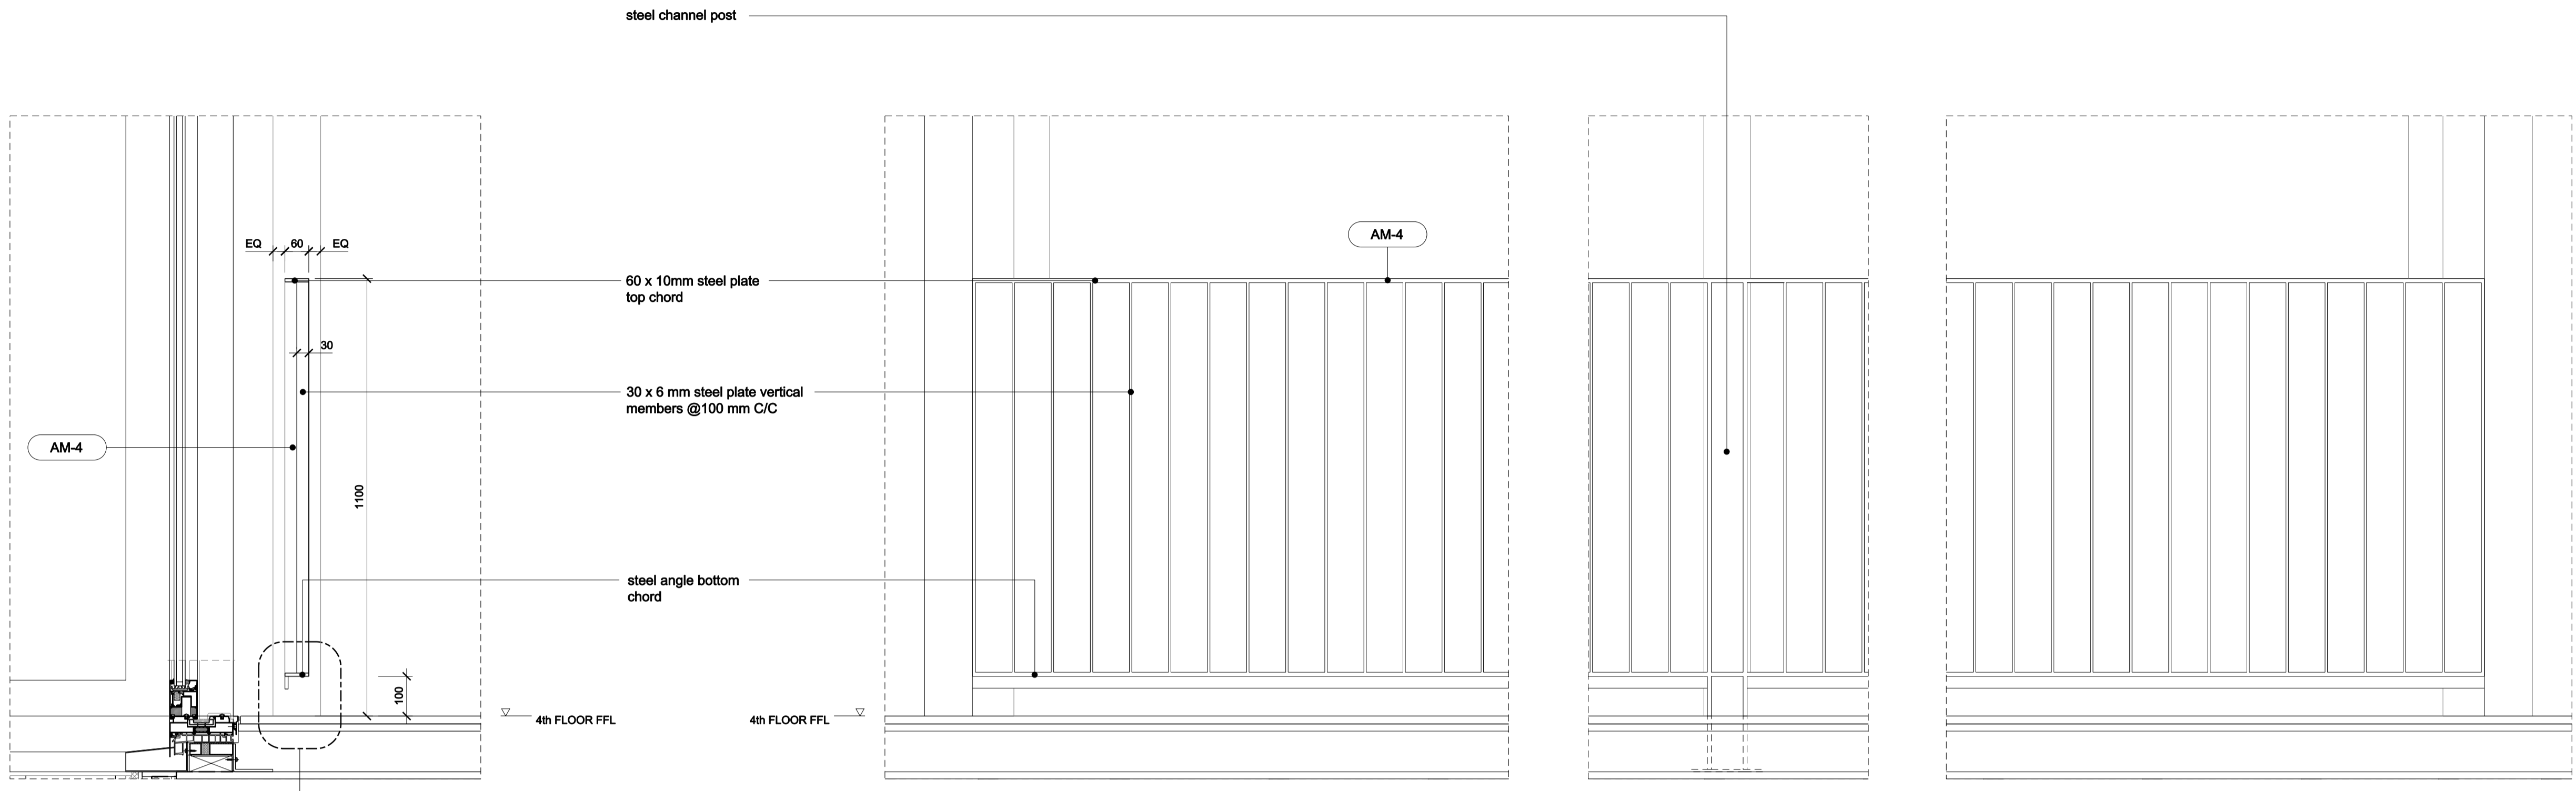 steel channel post
AM-4
EQ 60 EQ
60 x 10mm steel plate
top chord
30
30 x 6 mm steel plate vertical
members @100 mm C/C
AM-4
1100
steel angle bottom
chord
100
4th FLOOR FFL
4th FLOOR FFL